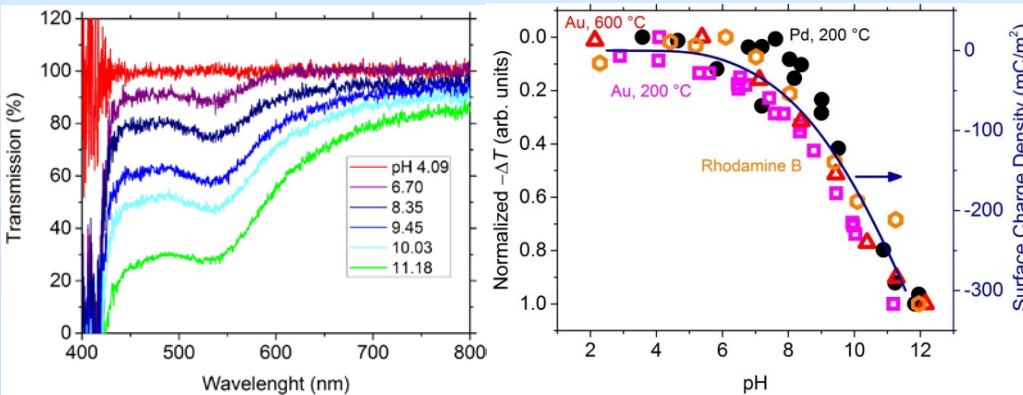 Transmission (%)
120
100
80
60
40
20
0
pH 4.09
6.70
8.35
9.45
10.03
11.18
400 500 600 700 800
Wavelenght (nm)
Normalized −ΔT (arb. units)
0.0
0.2
0.4
0.6
0.8
1.0
Au, 600 °C
Pd, 200 °C
Au, 200 °C
Rhodamine B
2 4 6 8 10 12
pH
0
-100
-200
-300
Surface Charge Density (mC/m²)